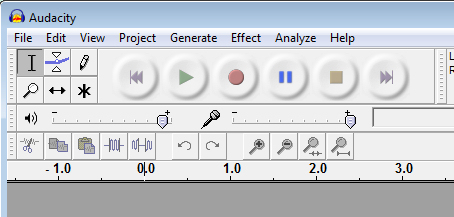 Audacity
File Edit View Project Generate Effect Analyze Help
L
R
- + - +
- 1.0 0.0 1.0 2.0 3.0